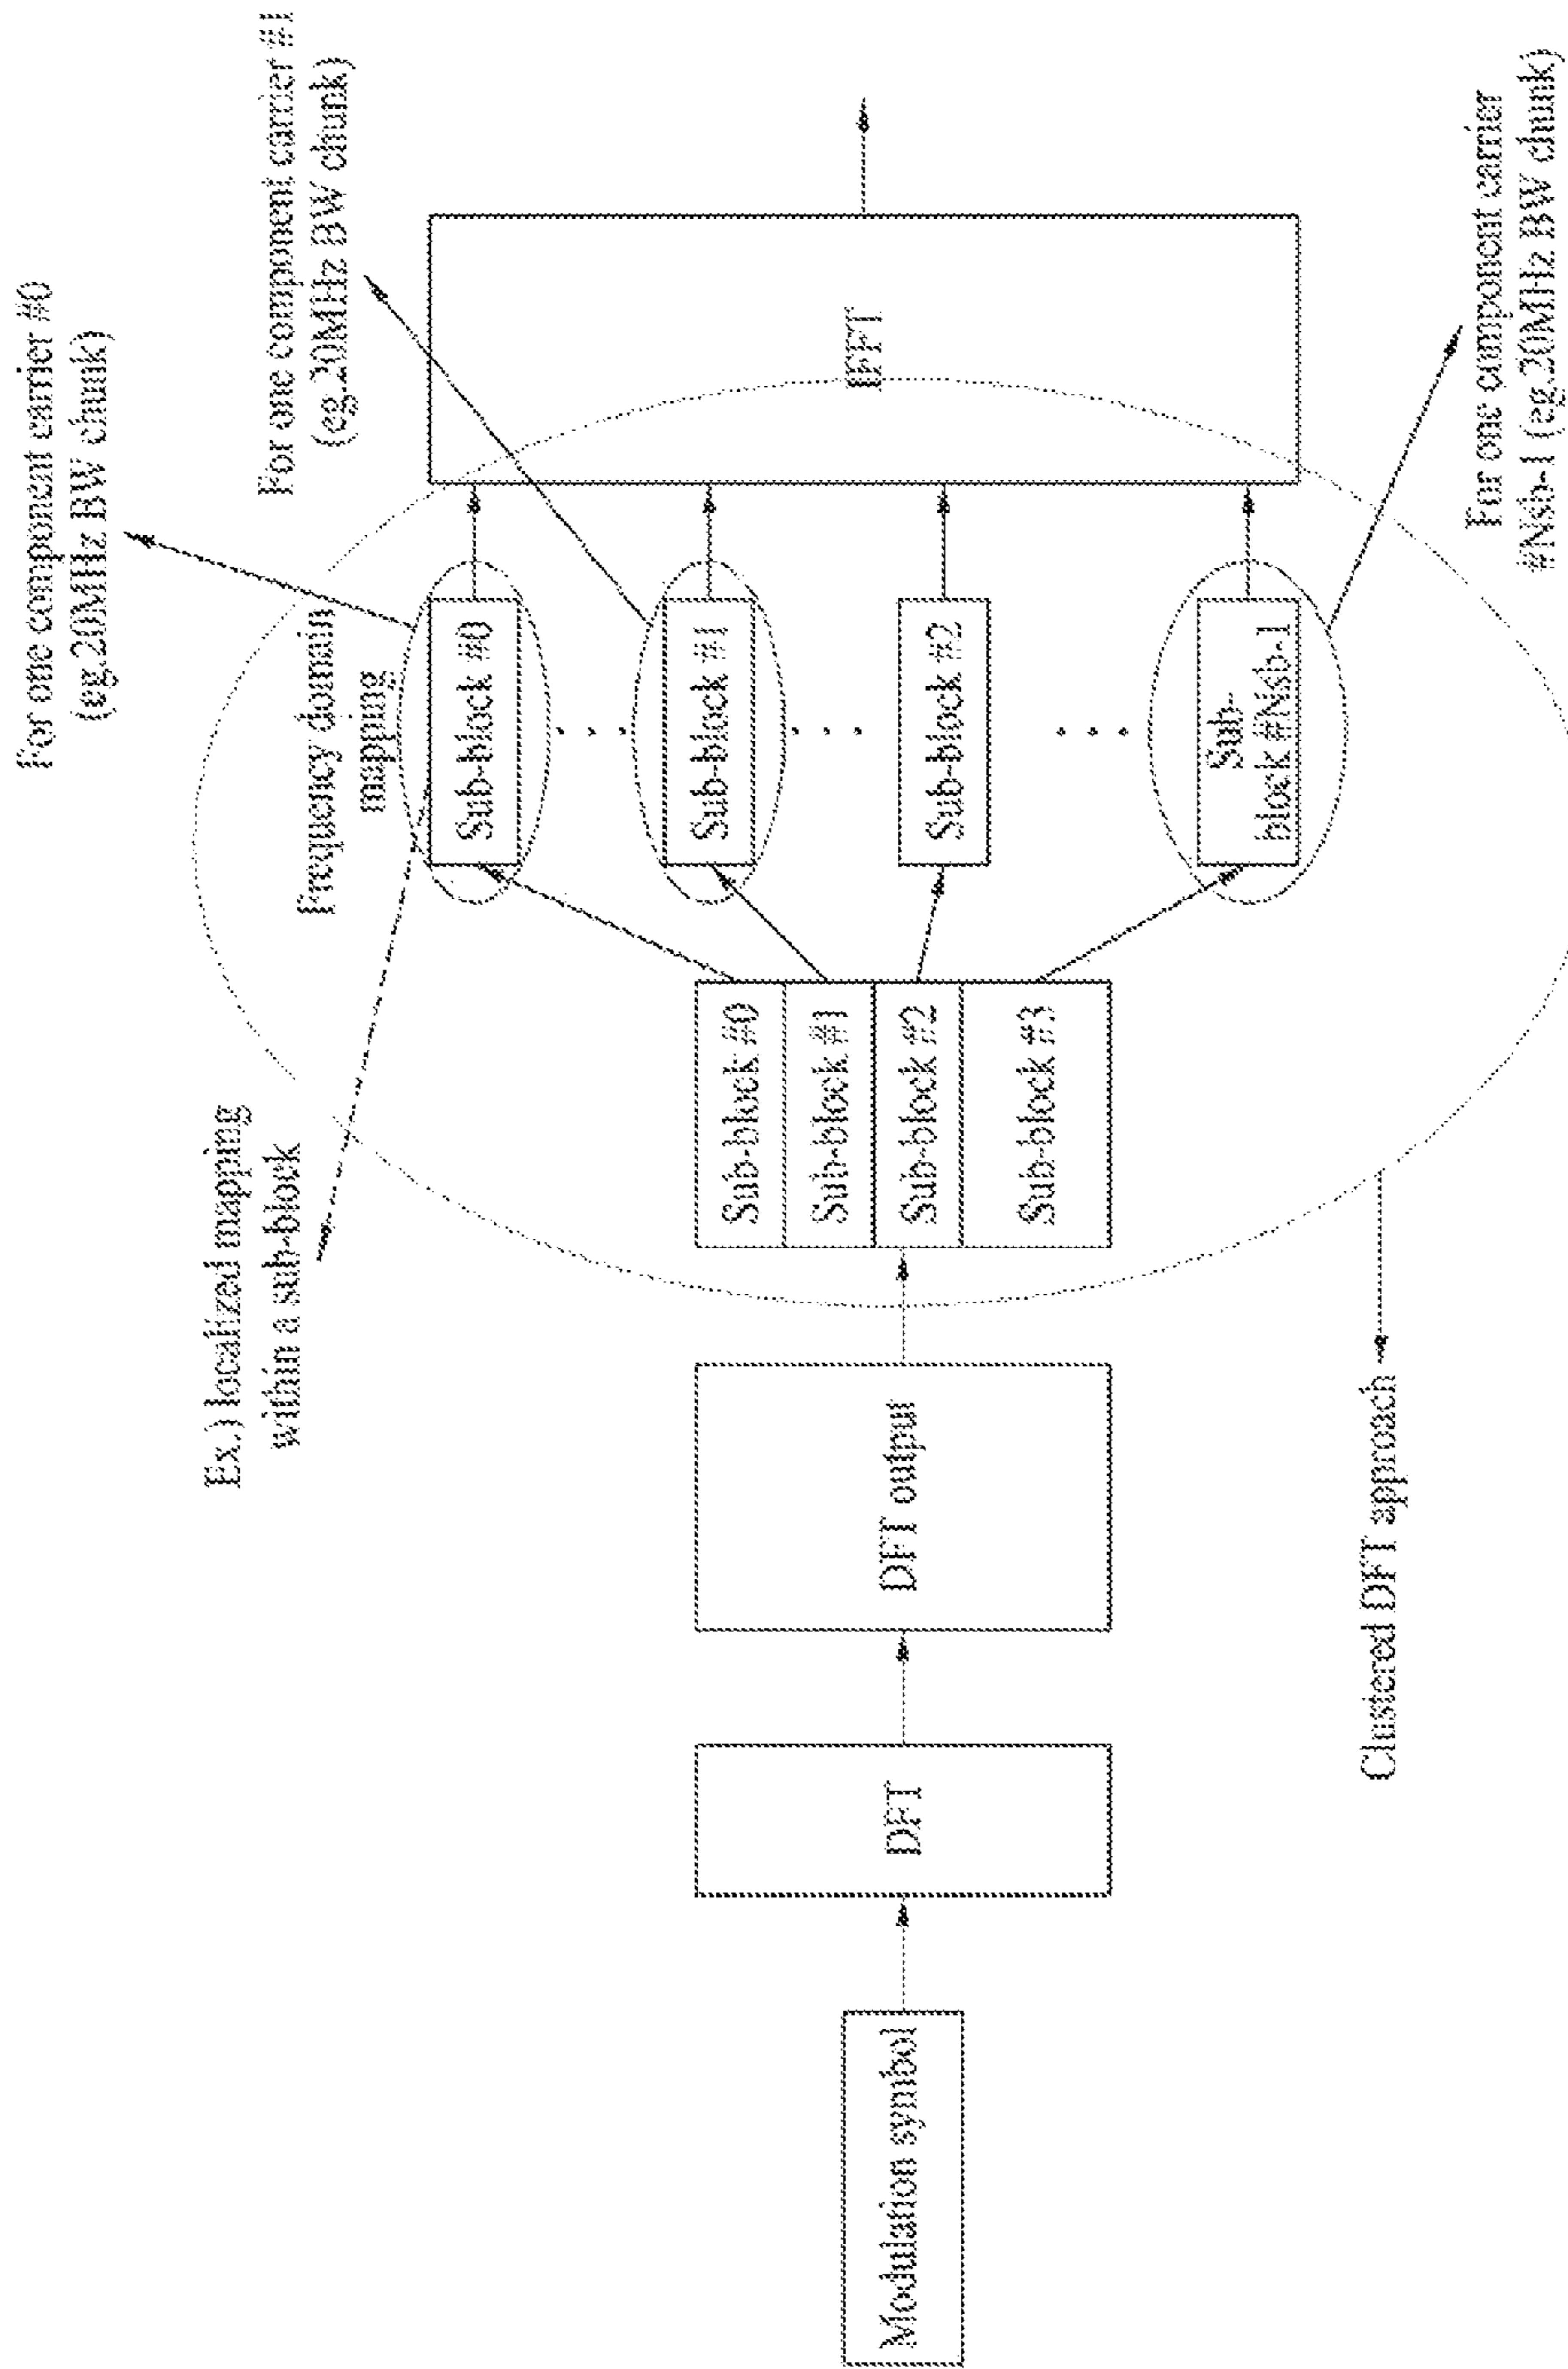 For one component carrier #0
(eg.20MHz BW chunk)
For one component carrier #1
(eg.20MHz BW chunk)
Ex.) localized mapping
within a sub-block
Frequency domain
mapping
Modulation symbol
DFT
DFT output
Sub-block #0
Sub-block #1
Sub-block #2
Sub-block #3
Sub-block #0
Sub-block #1
Sub-block #2
Sub-
block #Nsb-1
IFFT
Clustered DFT approach
For one component carrier
#Nsb-1 (eg.20MHz BW chunk)